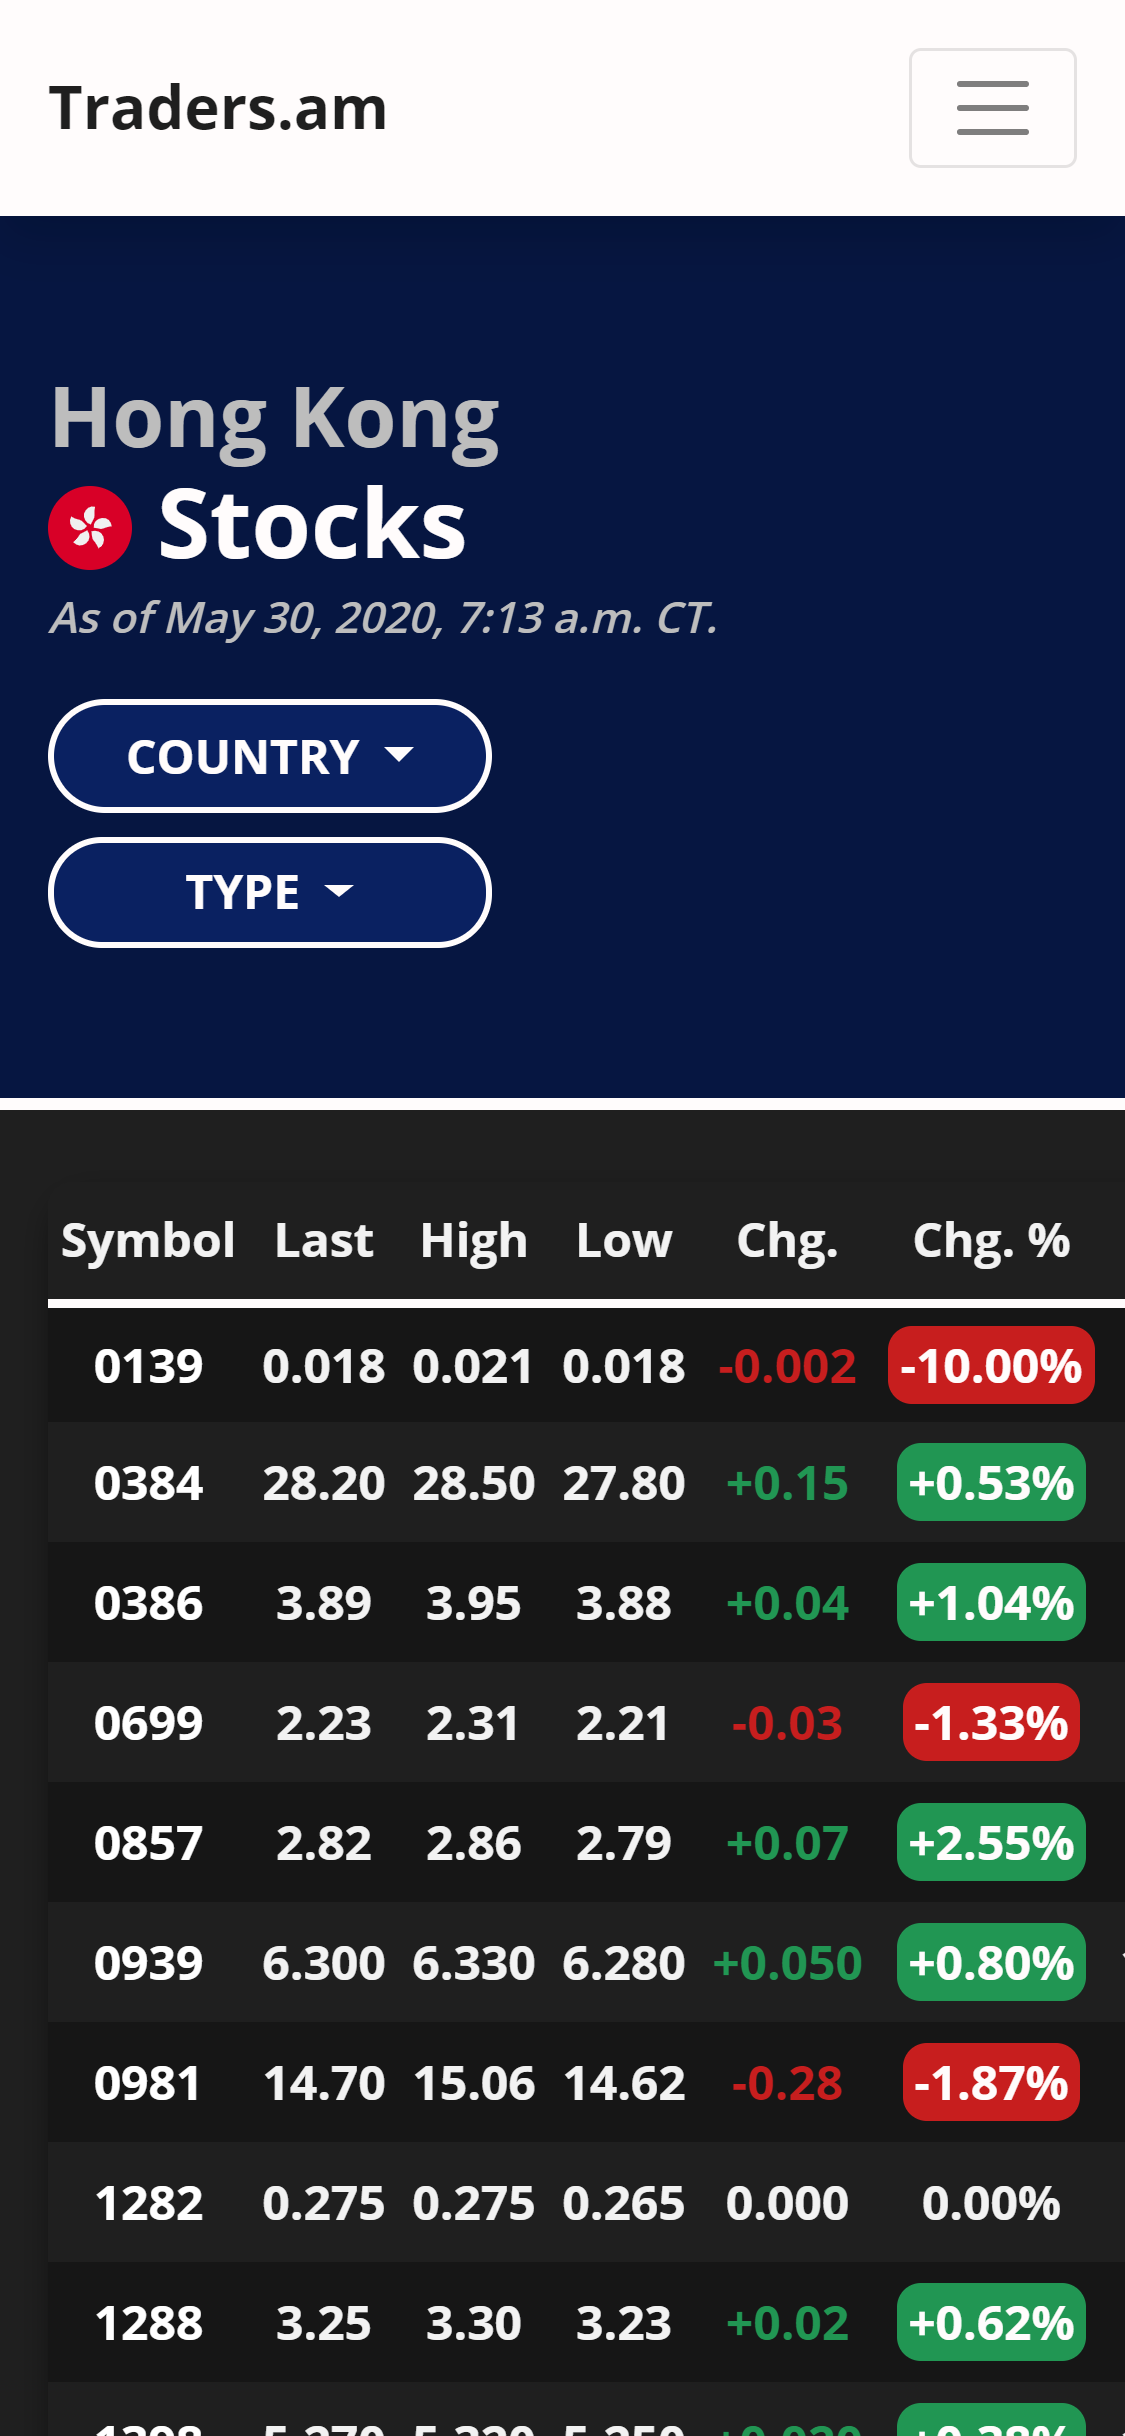 Traders.am
Hong Kong
Stocks
As of May 30, 2020, 7:13 a.m. CT.
COUNTRY
TYPE
Symbol Last High Low Chg. Chg. %
0139 0.018 0.021 0.018 -0.002 -10.00%
0384 28.20 28.50 27.80 +0.15 +0.53%
0386 3.89 3.95 3.88 +0.04 +1.04%
0699 2.23 2.31 2.21 -0.03 -1.33%
0857 2.82 2.86 2.79 +0.07 +2.55%
0939 6.300 6.330 6.280 +0.050 +0.80%
0981 14.70 15.06 14.62 -0.28 -1.87%
1282 0.275 0.275 0.265 0.000 0.00%
1288 3.25 3.30 3.23 +0.02 +0.62%